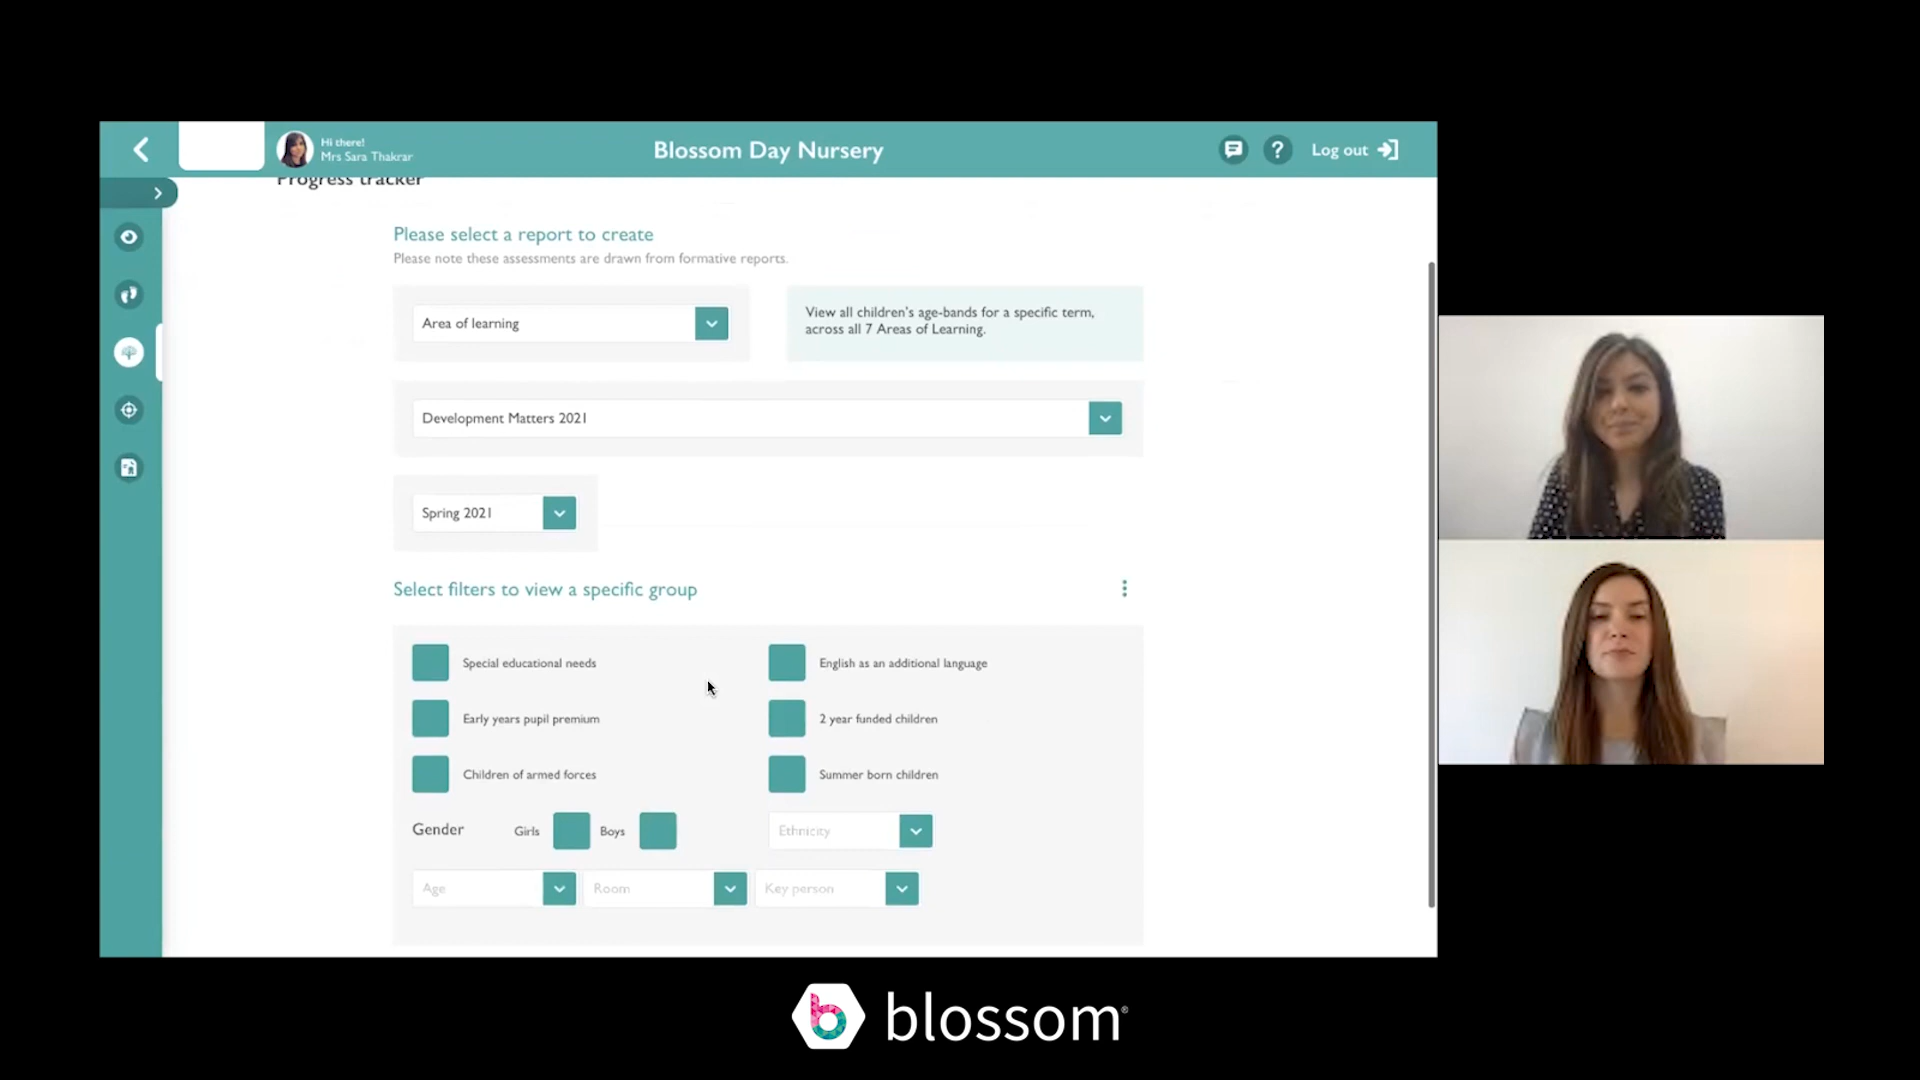 Hi there!
Mrs Sara Thakrar
Blossom Day Nursery
Log out
Progress tracker
Please select a report to create
Please note these assessments are drawn from formative reports.
Area of learning
View all children's age-bands for a specific term,
across all 7 Areas of Learning.
Development Matters 2021
Spring 2021
Select filters to view a specific group
Special educational needs
English as an additional language
Early years pupil premium
2 year funded children
Children of armed forces
Summer born children
Gender Girls Boys
Ethnicity
Age Room Key person
blossom